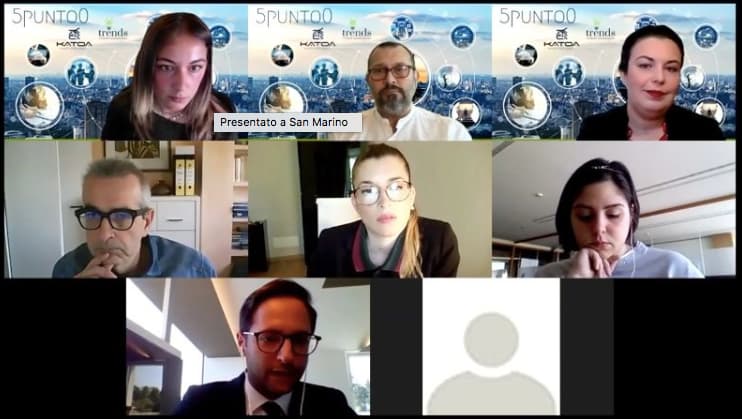 5PUNTO0
trends
KATOA
5PUNTO0
trends
KATOA
5PUNTO0
trends
KATOA
Presentato a San Marino